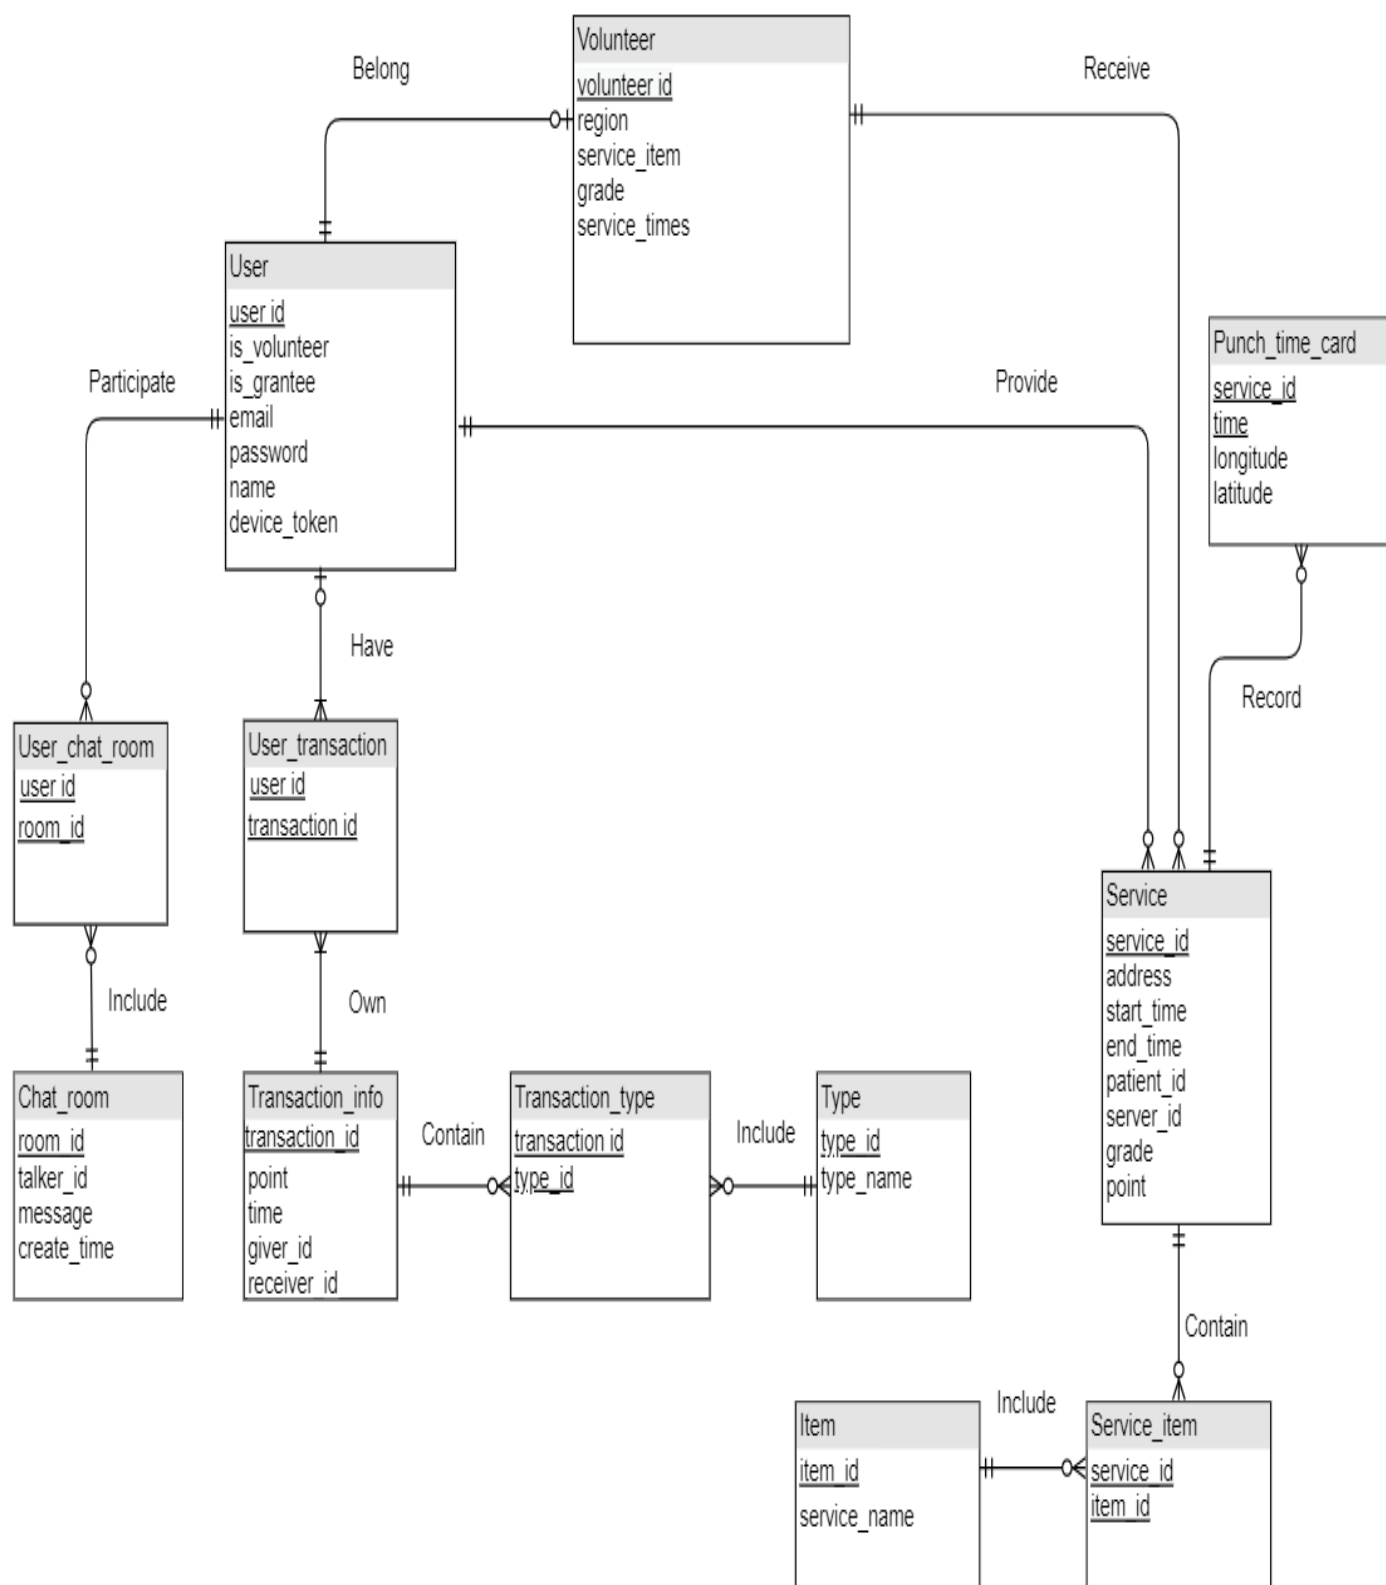 Volunteer
volunteer id
region
service_item
grade
service_times
Belong
Receive
User
user id
is_volunteer
is_grantee
email
password
name
device_token
Participate
Provide
Punch_time_card
service_id
time
longitude
latitude
Have
Record
User_chat_room
user id
room_id
User_transaction
user id
transaction id
Service
service_id
address
start_time
end_time
patient_id
server_id
grade
point
Include
Own
Chat_room
room_id
talker_id
message
create_time
Transaction_info
transaction_id
point
time
giver_id
receiver_id
Contain
Transaction_type
transaction id
type_id
Include
Type
type_id
type_name
Contain
Item
item_id
service_name
Include
Service_item
service_id
item_id